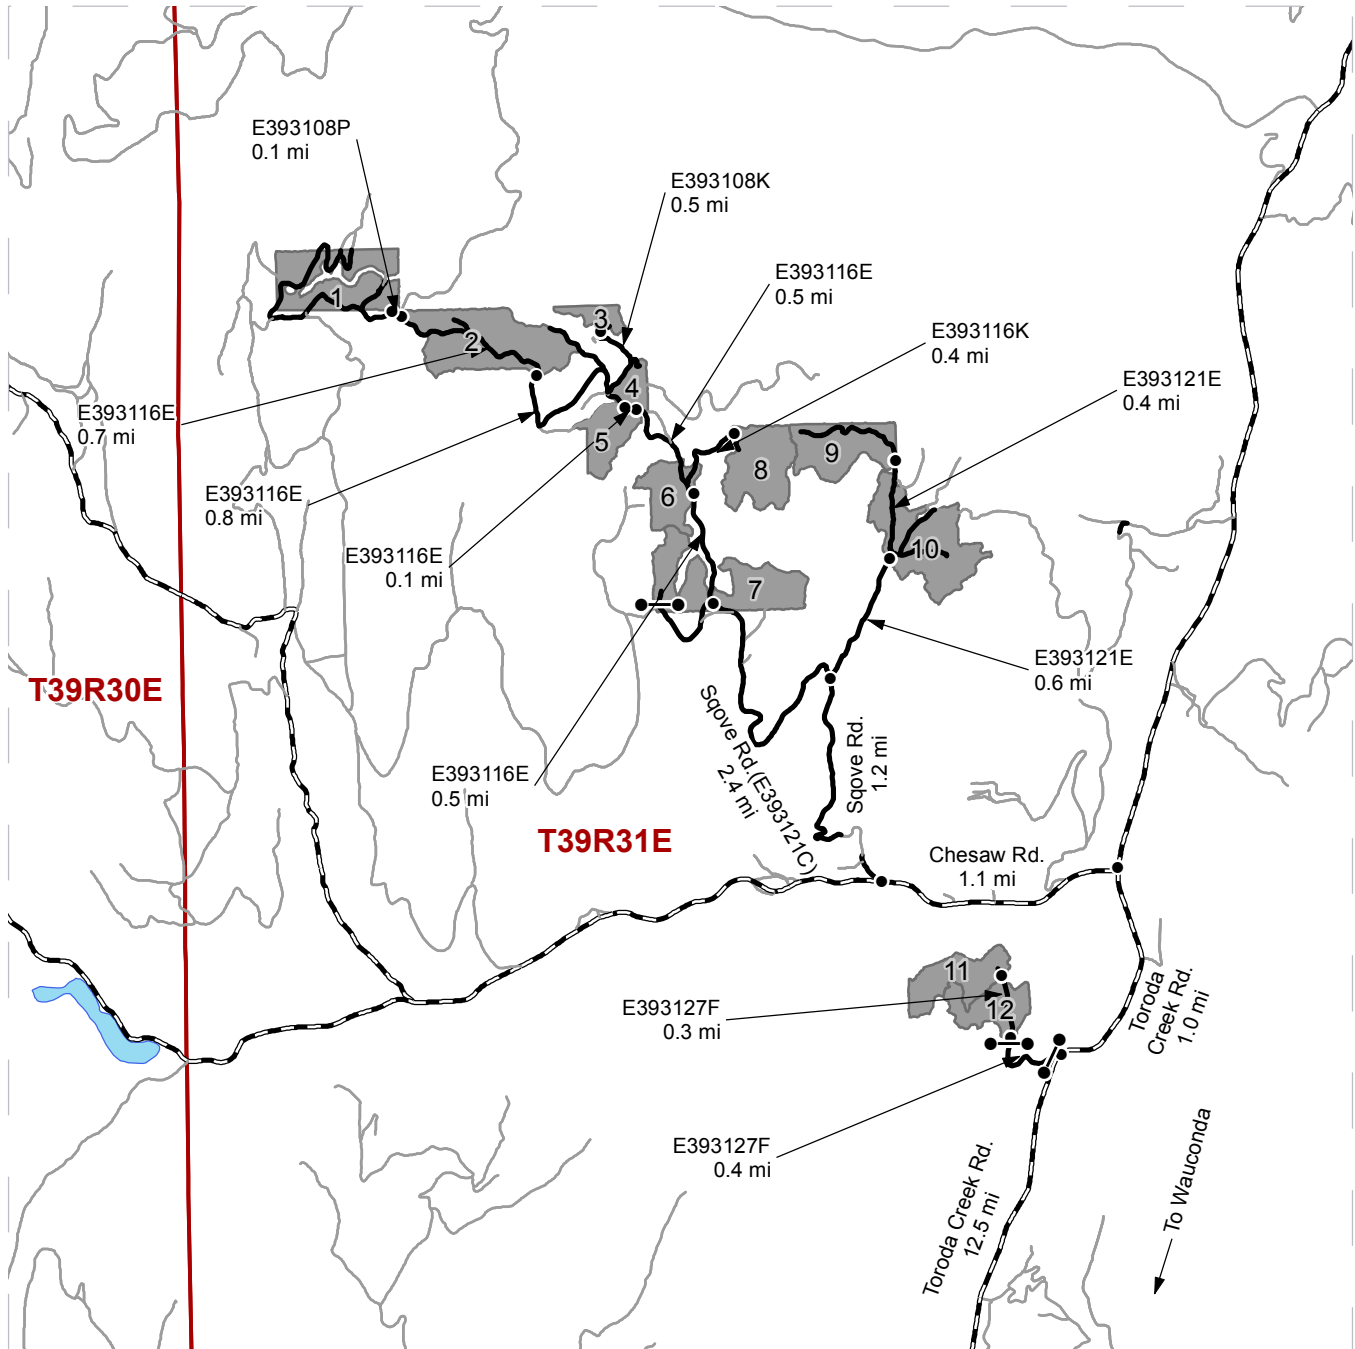 E393108P
0.1 mi
E393108K
0.5 mi
E393116E
0.5 mi
E393116K
0.4 mi
E393121E
0.4 mi
1
2
3
4
5
6
7
8
9
10
E393116E
0.7 mi
E393116E
0.8 mi
E393116E
0.1 mi
T39R30E
E393121E
0.6 mi
Sqove Rd.(E393121C)
2.4 mi
Sqove Rd.
1.2 mi
E393116E
0.5 mi
T39R31E
Chesaw Rd.
1.1 mi
11
12
E393127F
0.3 mi
Toroda
Creek Rd.
1.0 mi
E393127F
0.4 mi
Toroda Creek Rd.
12.5 mi
To Wauconda